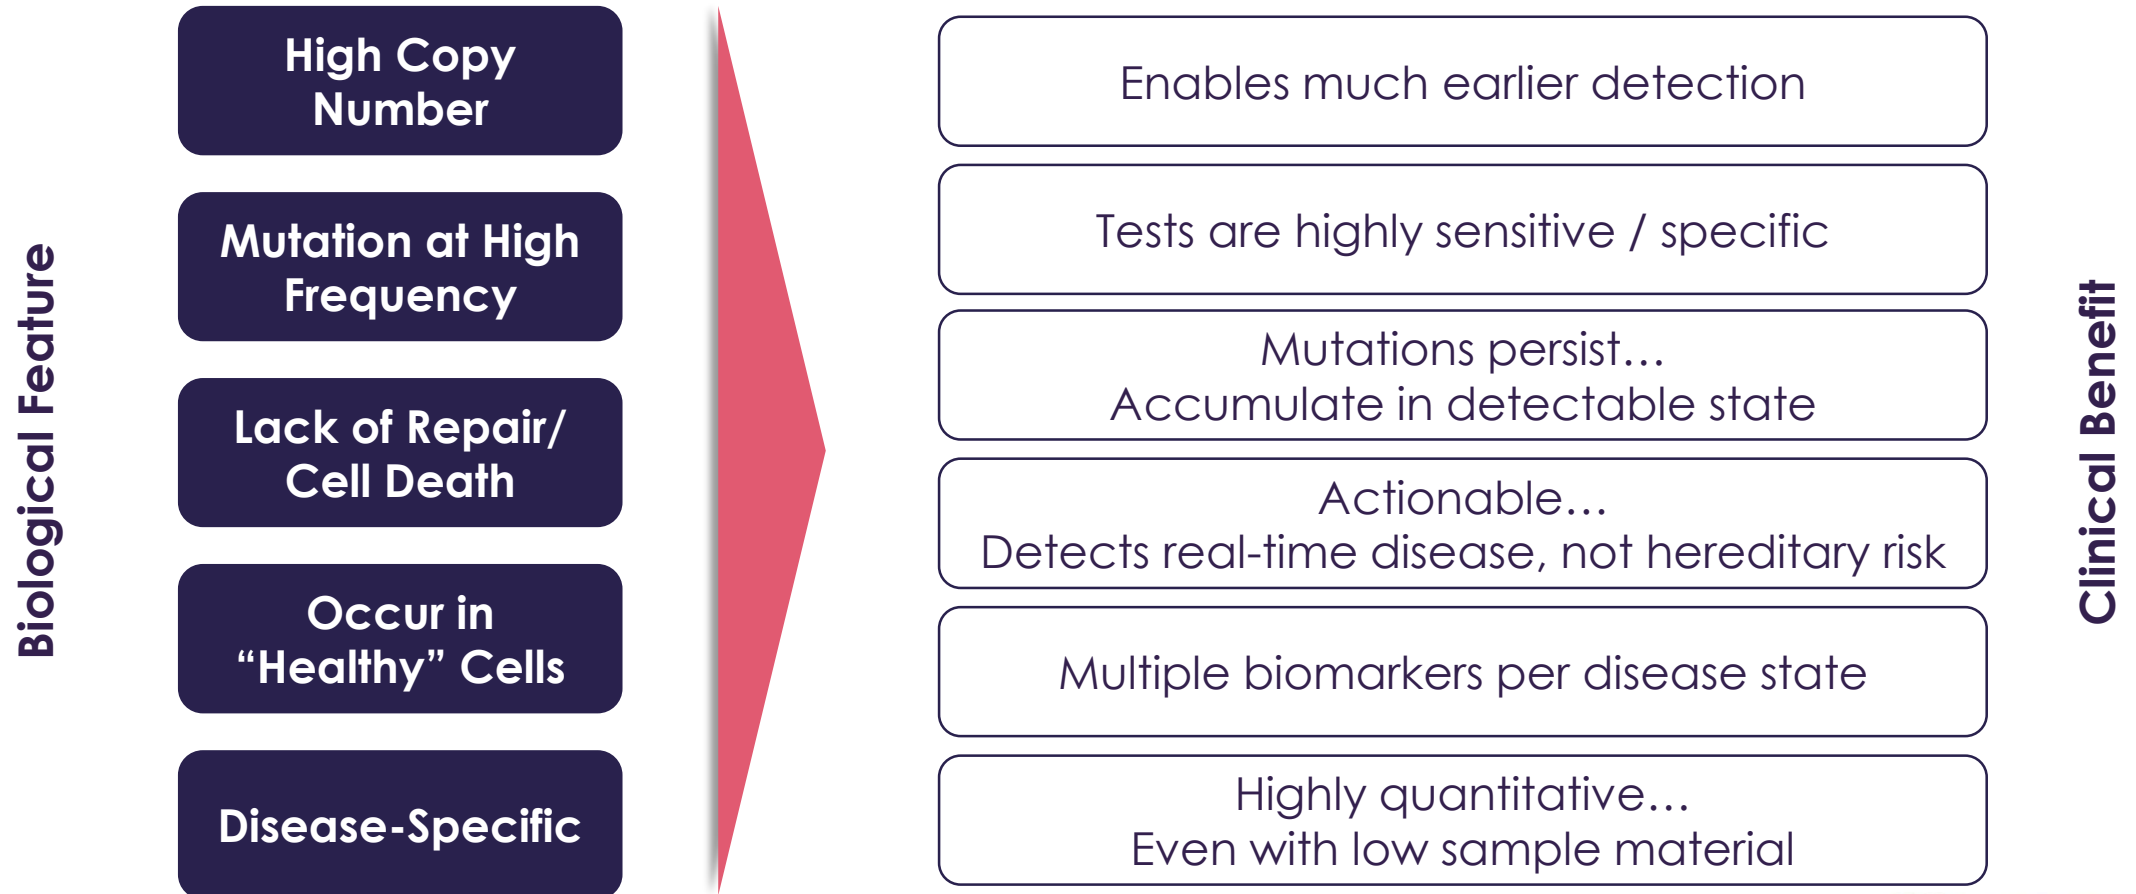 Biological Feature
High Copy
Number
Mutation at High
Frequency
Lack of Repair/
Cell Death
Occur in
“Healthy” Cells
Disease-Specific
Enables much earlier detection
Tests are highly sensitive / specific
Mutations persist…
Accumulate in detectable state
Actionable…
Detects real-time disease, not hereditary risk
Multiple biomarkers per disease state
Highly quantitative…
Even with low sample material
Clinical Benefit